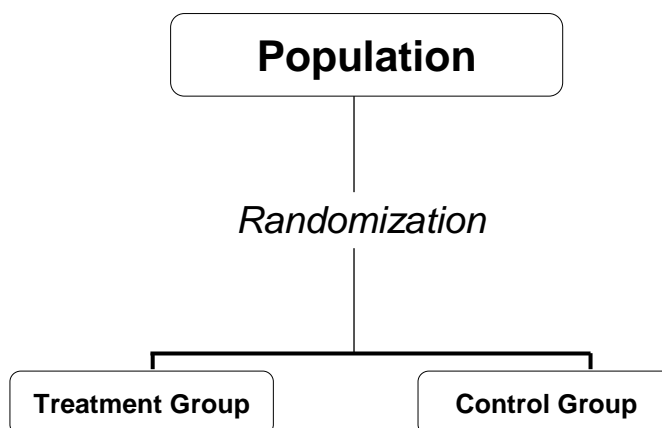 Population
Randomization
Treatment Group
Control Group